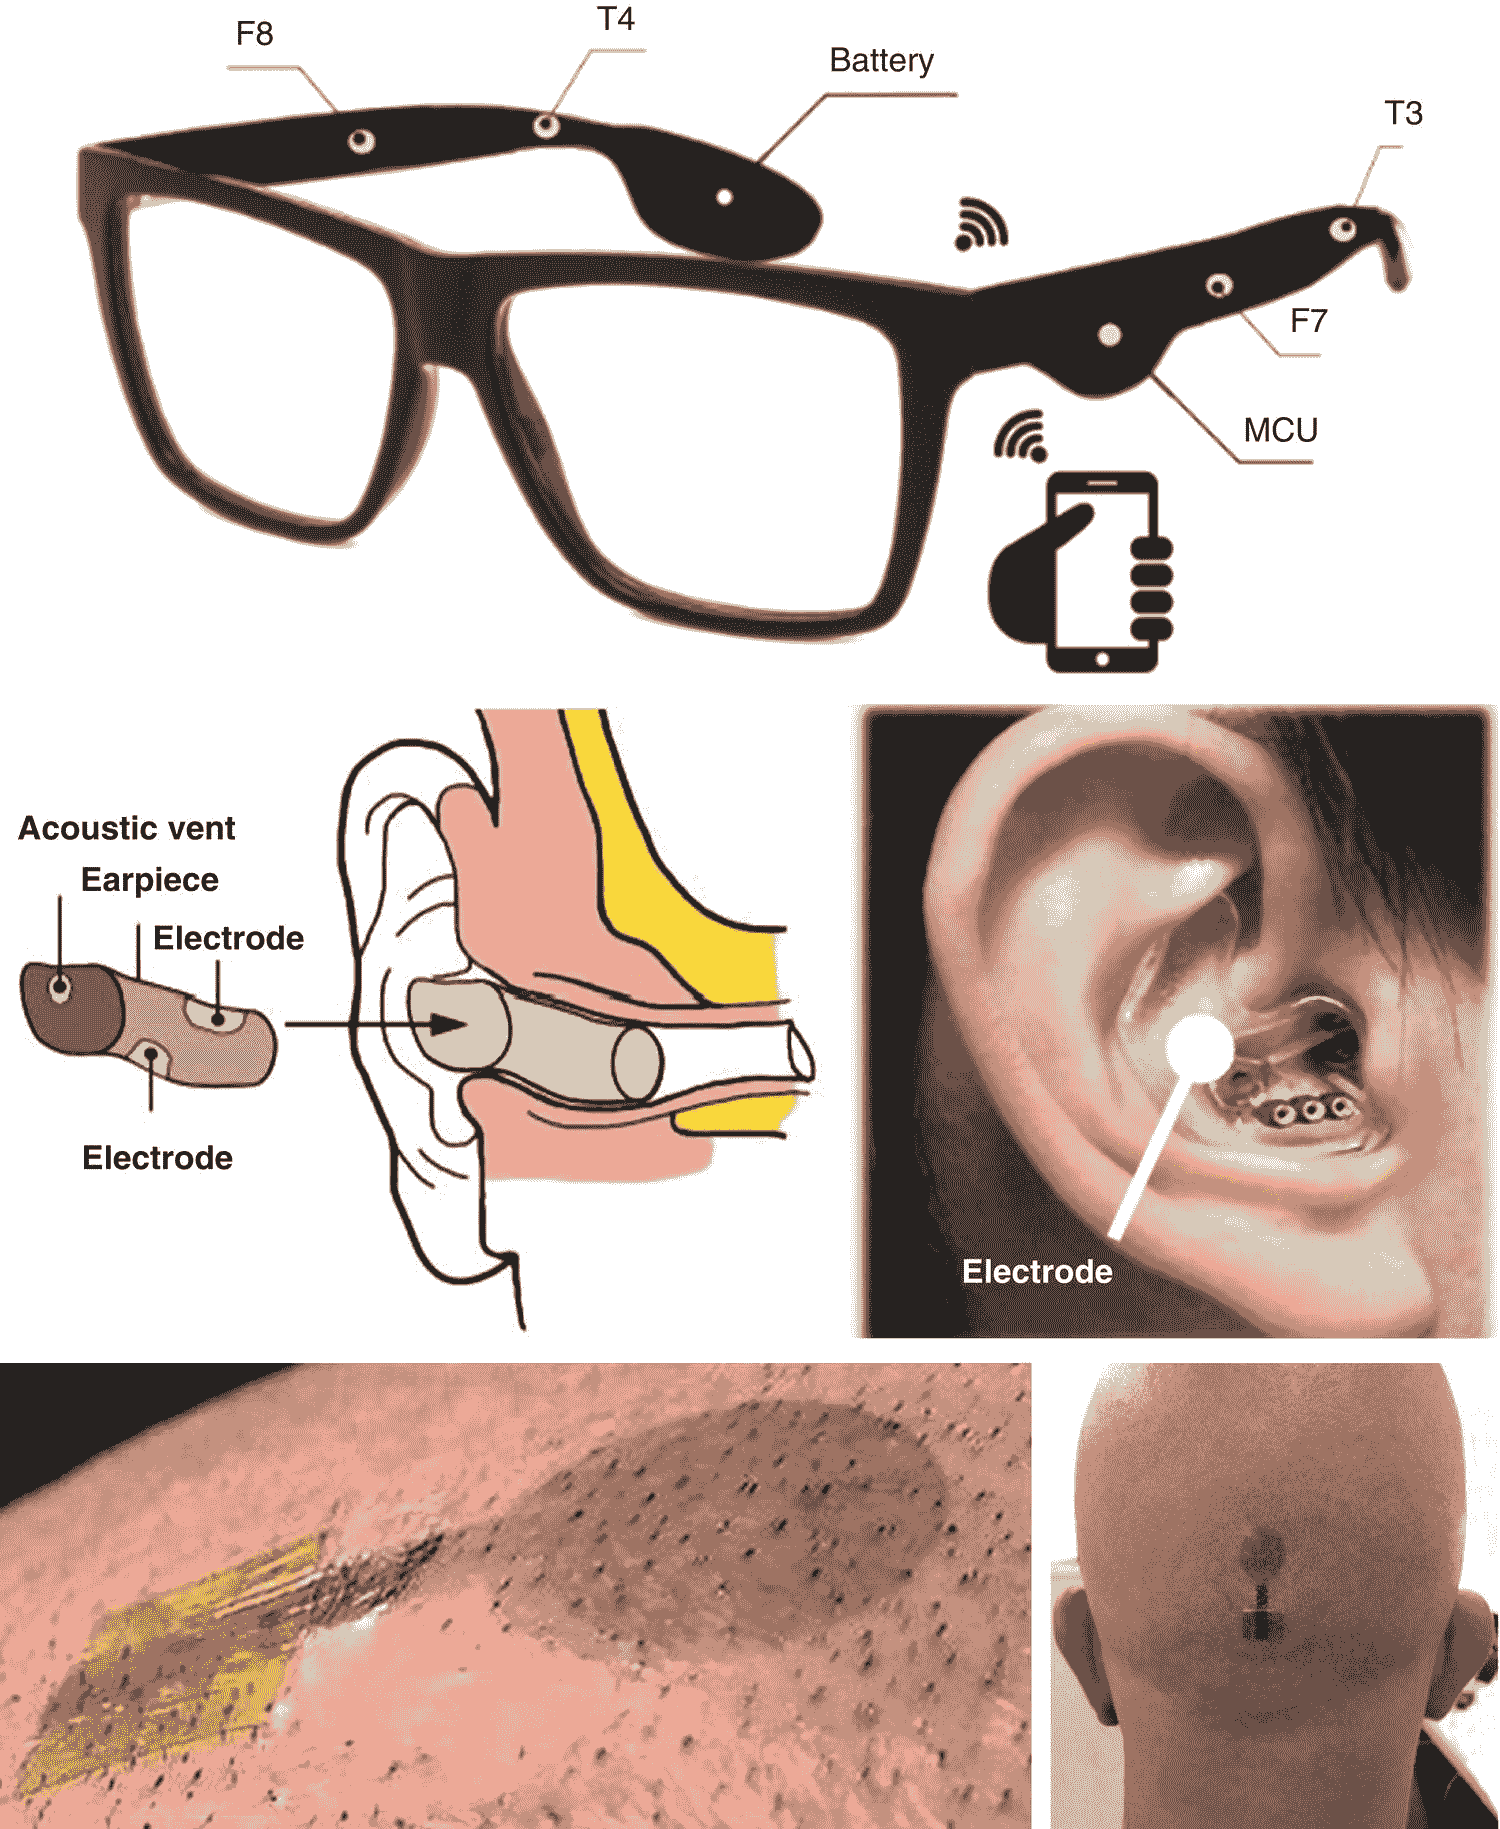 F8
T4
Battery
T3
F7
MCU
Acoustic vent
Earpiece
Electrode
Electrode
Electrode